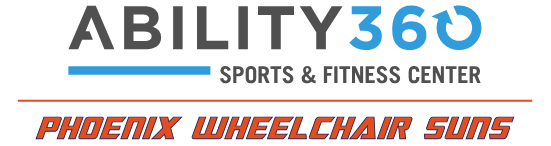 ABILITY360
SPORTS & FITNESS CENTER
PHOENIX WHEELCHAIR SUNS